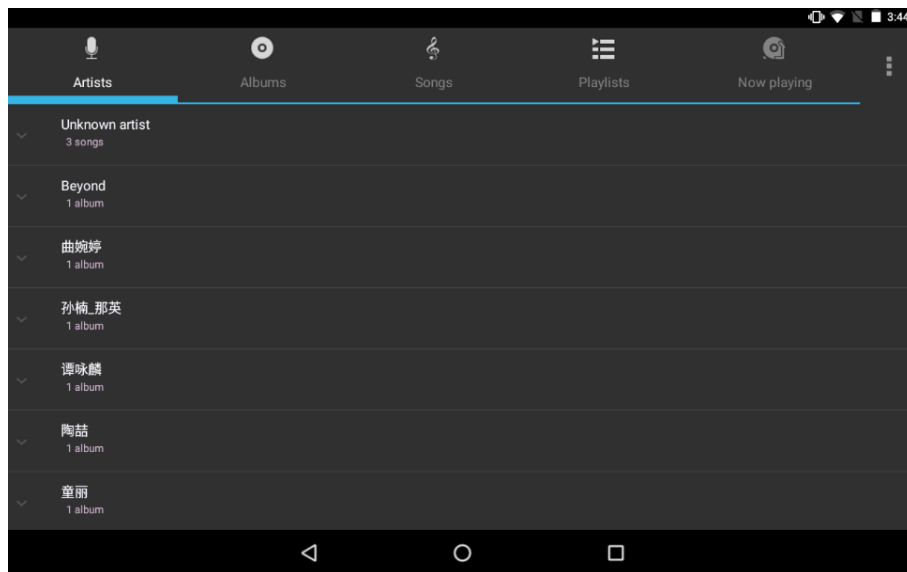 3:44
Artists
Albums
Songs
Playlists
Now playing
Unknown artist
3 songs
Beyond
1 album
曲婉婷
1 album
孙楠_那英
1 album
谭咏麟
1 album
陶喆
1 album
童丽
1 album